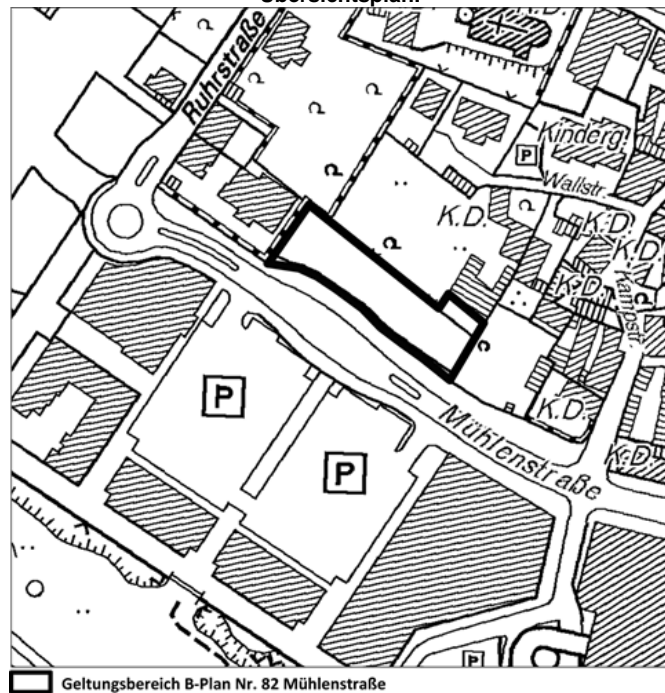 Übersichtsplan:
K.D.
Ruhrstraße
Kinderg.
P
Wallstr.
K.D.
K.D.
K.D.
K.D.
Kampstr.
P
K.D.
Mühlenstraße
K.D.
P
P
Geltungsbereich B-Plan Nr. 82 Mühlenstraße